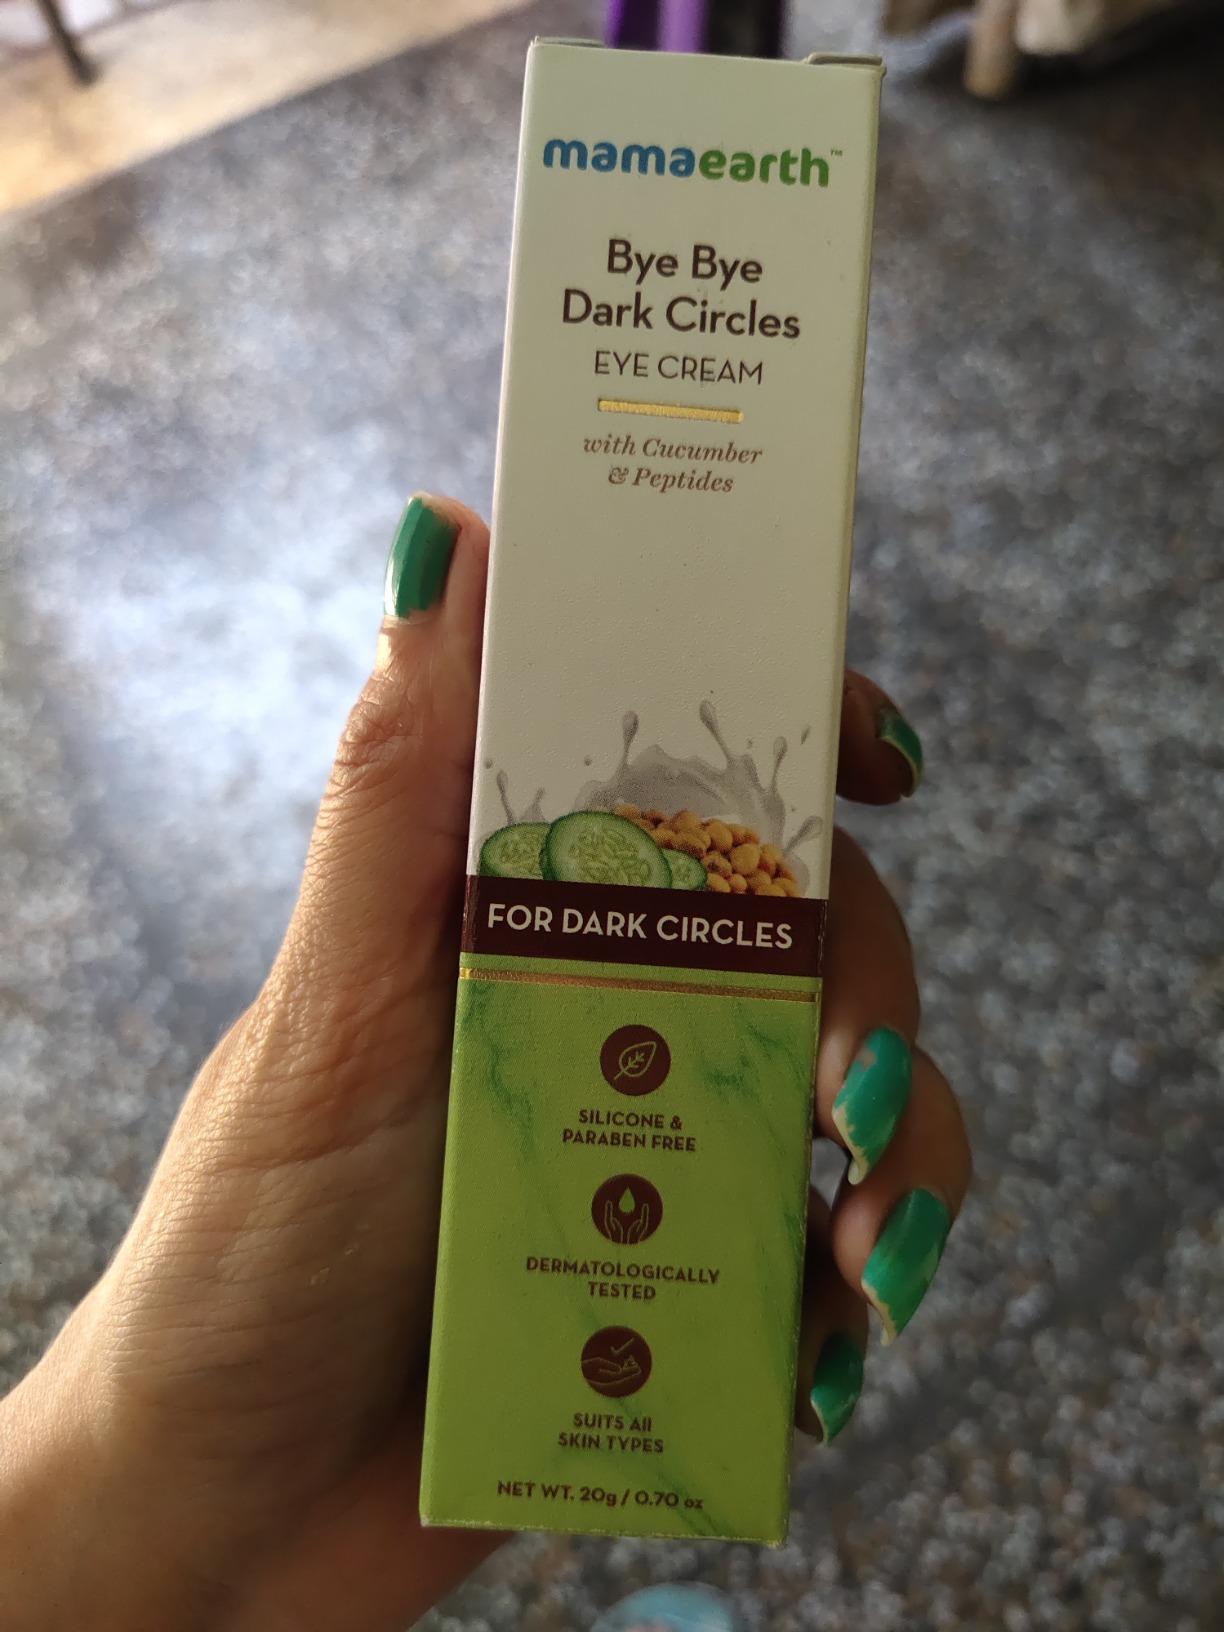 mamaearth™
Bye Bye
Dark Circles
EYE CREAM
with Cucumber
& Peptides
FOR DARK CIRCLES
SILICONE &
PARABEN FREE
DERMATOLOGICALLY
TESTED
SUITS All
SKIN TYPES
NET WT. 20g / 0.70 oz